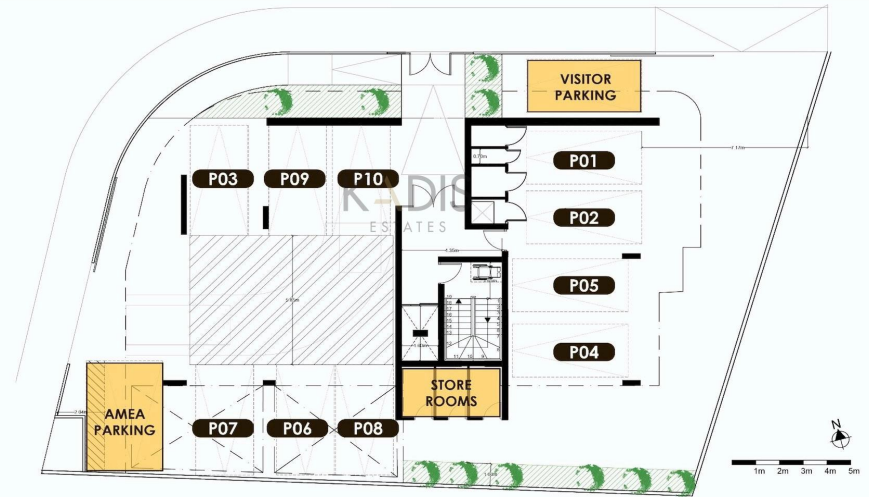 VISITOR
PARKING
P01
P03
P09
P10
KADIS
ESTATES
P02
P05
P04
STORE
ROOMS
AMEA
PARKING
P07
P06
P08
N
1m 2m 3m 4m 5m